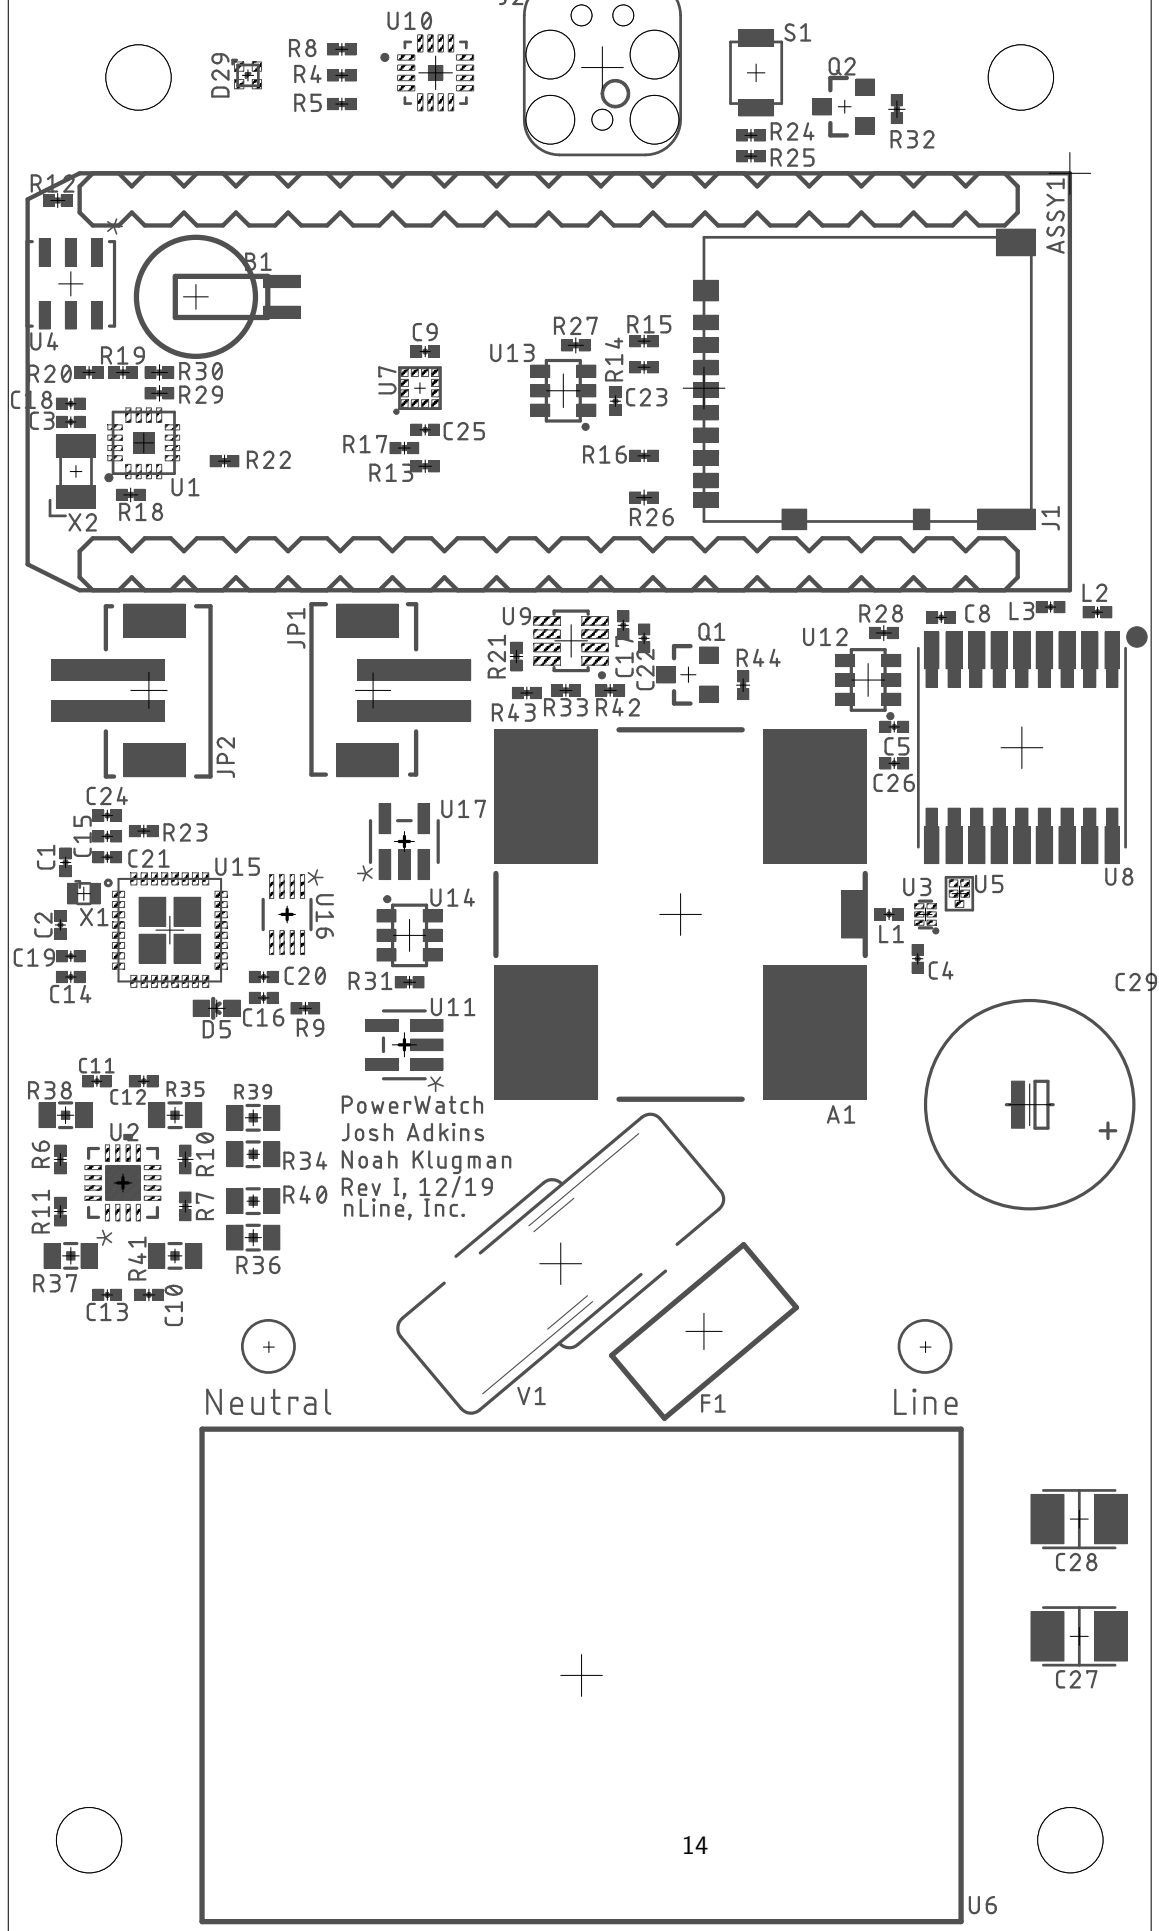 J2
U10
S1
R8
D29
R4
Q2
R5
R24
R32
R25
R12
ASSY1
B1
U4
R27
R15
C9
U13
R14
R19
R20
R30
U7
C18
R29
C23
C3
C25
R17
R16
R22
R13
U1
X2
R18
R26
J1
JP1
U9
L2
L3
C8
R28
Q1
U12
R21
C17
C22
R44
R43
R33
R42
JP2
C5
C26
C24
U17
C15
R23
C1
C21
U15
U8
U3
U5
X1
U16
U14
C2
L1
C19
C4
C14
C20
R31
C29
C16
R9
D5
U11
C11
R38
C12
R35
R39
PowerWatch
A1
U2
Josh Adkins
R6
R10
R34
Noah Klugman
R40
Rev I, 12/19
R11
R7
nLine, Inc.
R41
R36
R37
C13
C10
V1
F1
Neutral
Line
C28
C27
14
U6